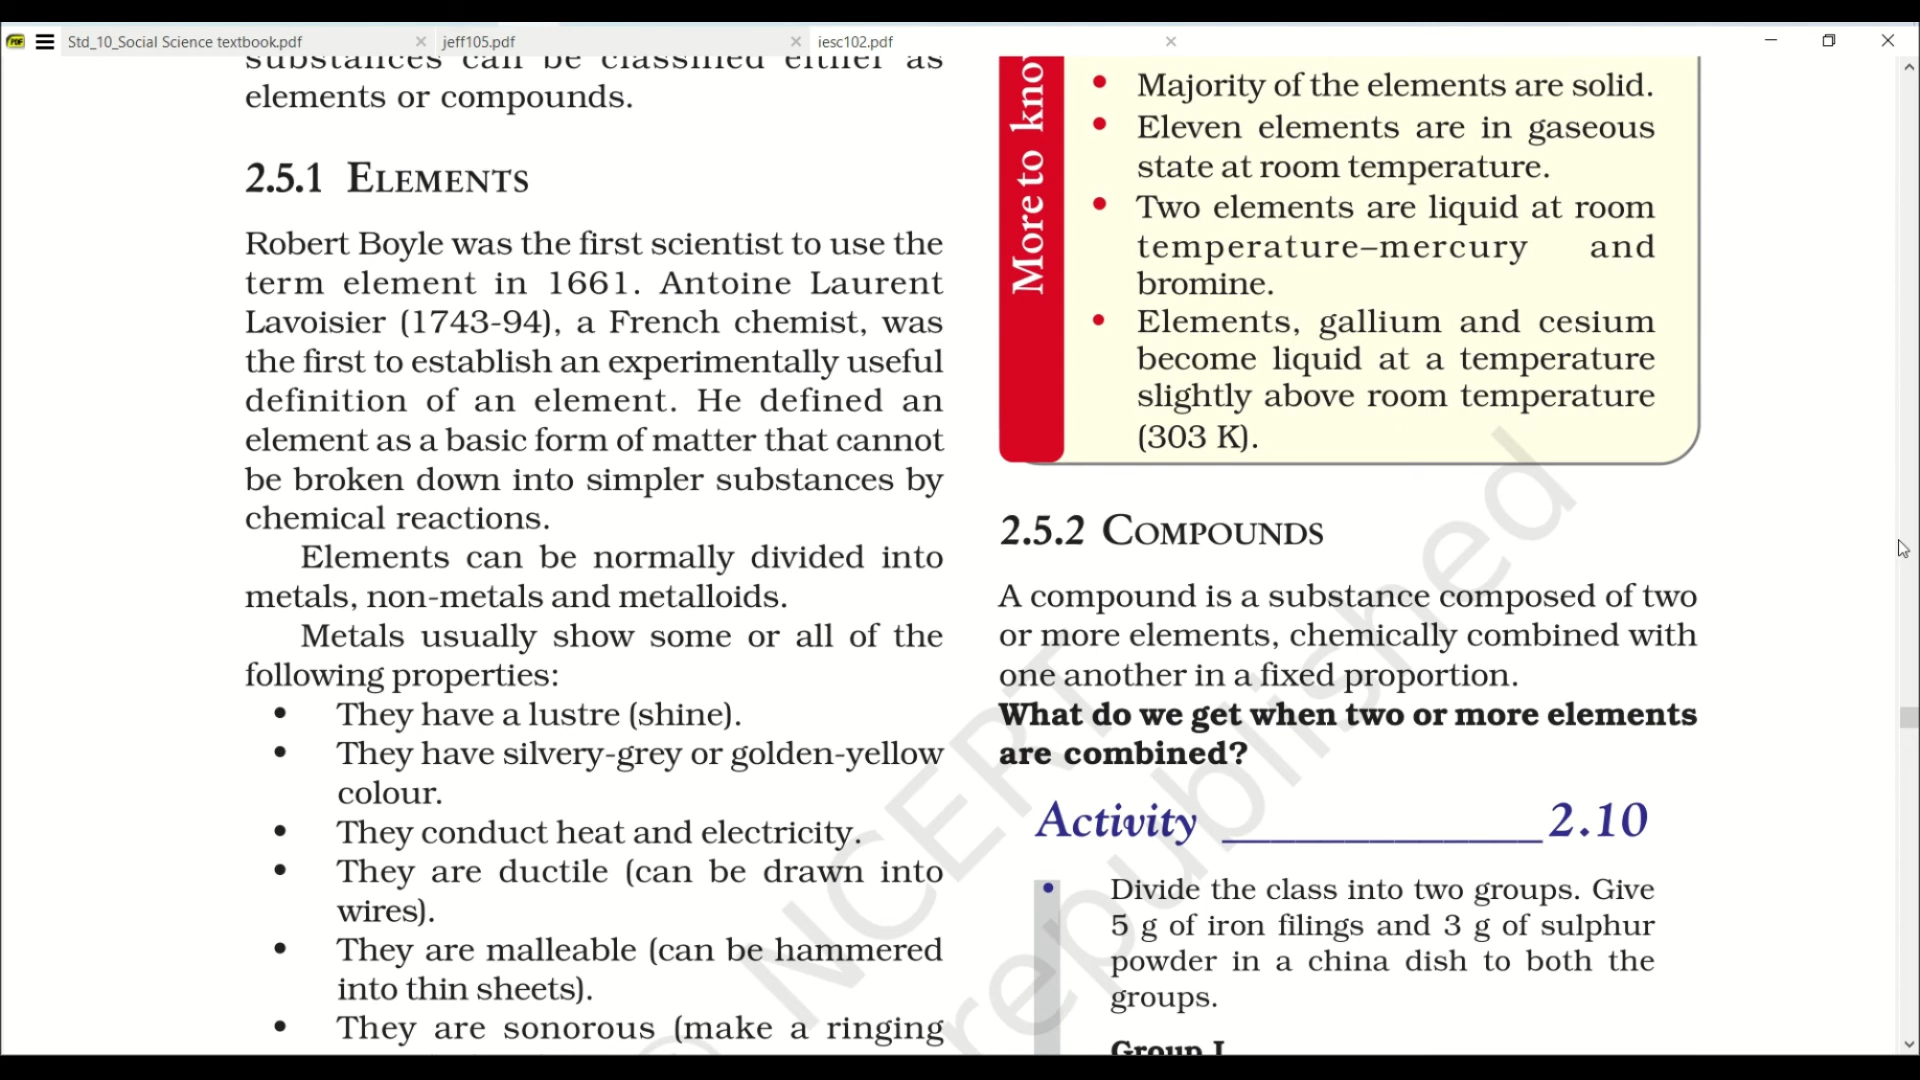 Std_10_Social Science textbook.pdf
jeff105.pdf
iesc102.pdf
substances can be classified either as
elements or compounds.
2.5.1 ELEMENTS
Robert Boyle was the first scientist to use the
term element in 1661. Antoine Laurent
Lavoisier (1743-94), a French chemist, was
the first to establish an experimentally useful
definition of an element. He defined an
element as a basic form of matter that cannot
be broken down into simpler substances by
chemical reactions.
Elements can be normally divided into
metals, non-metals and metalloids.
Metals usually show some or all of the
following properties:
• They have a lustre (shine).
• They have silvery-grey or golden-yellow
colour.
• They conduct heat and electricity.
• They are ductile (can be drawn into
wires).
• They are malleable (can be hammered
into thin sheets).
• They are sonorous (make a ringing
More to kno
• Majority of the elements are solid.
• Eleven elements are in gaseous
state at room temperature.
• Two elements are liquid at room
temperature–mercury and
bromine.
• Elements, gallium and cesium
become liquid at a temperature
slightly above room temperature
(303 K).
2.5.2 COMPOUNDS
A compound is a substance composed of two
or more elements, chemically combined with
one another in a fixed proportion.
What do we get when two or more elements
are combined?
Activity ______________ 2.10
• Divide the class into two groups. Give
5 g of iron filings and 3 g of sulphur
powder in a china dish to both the
groups.
Group I
NCERT
republished